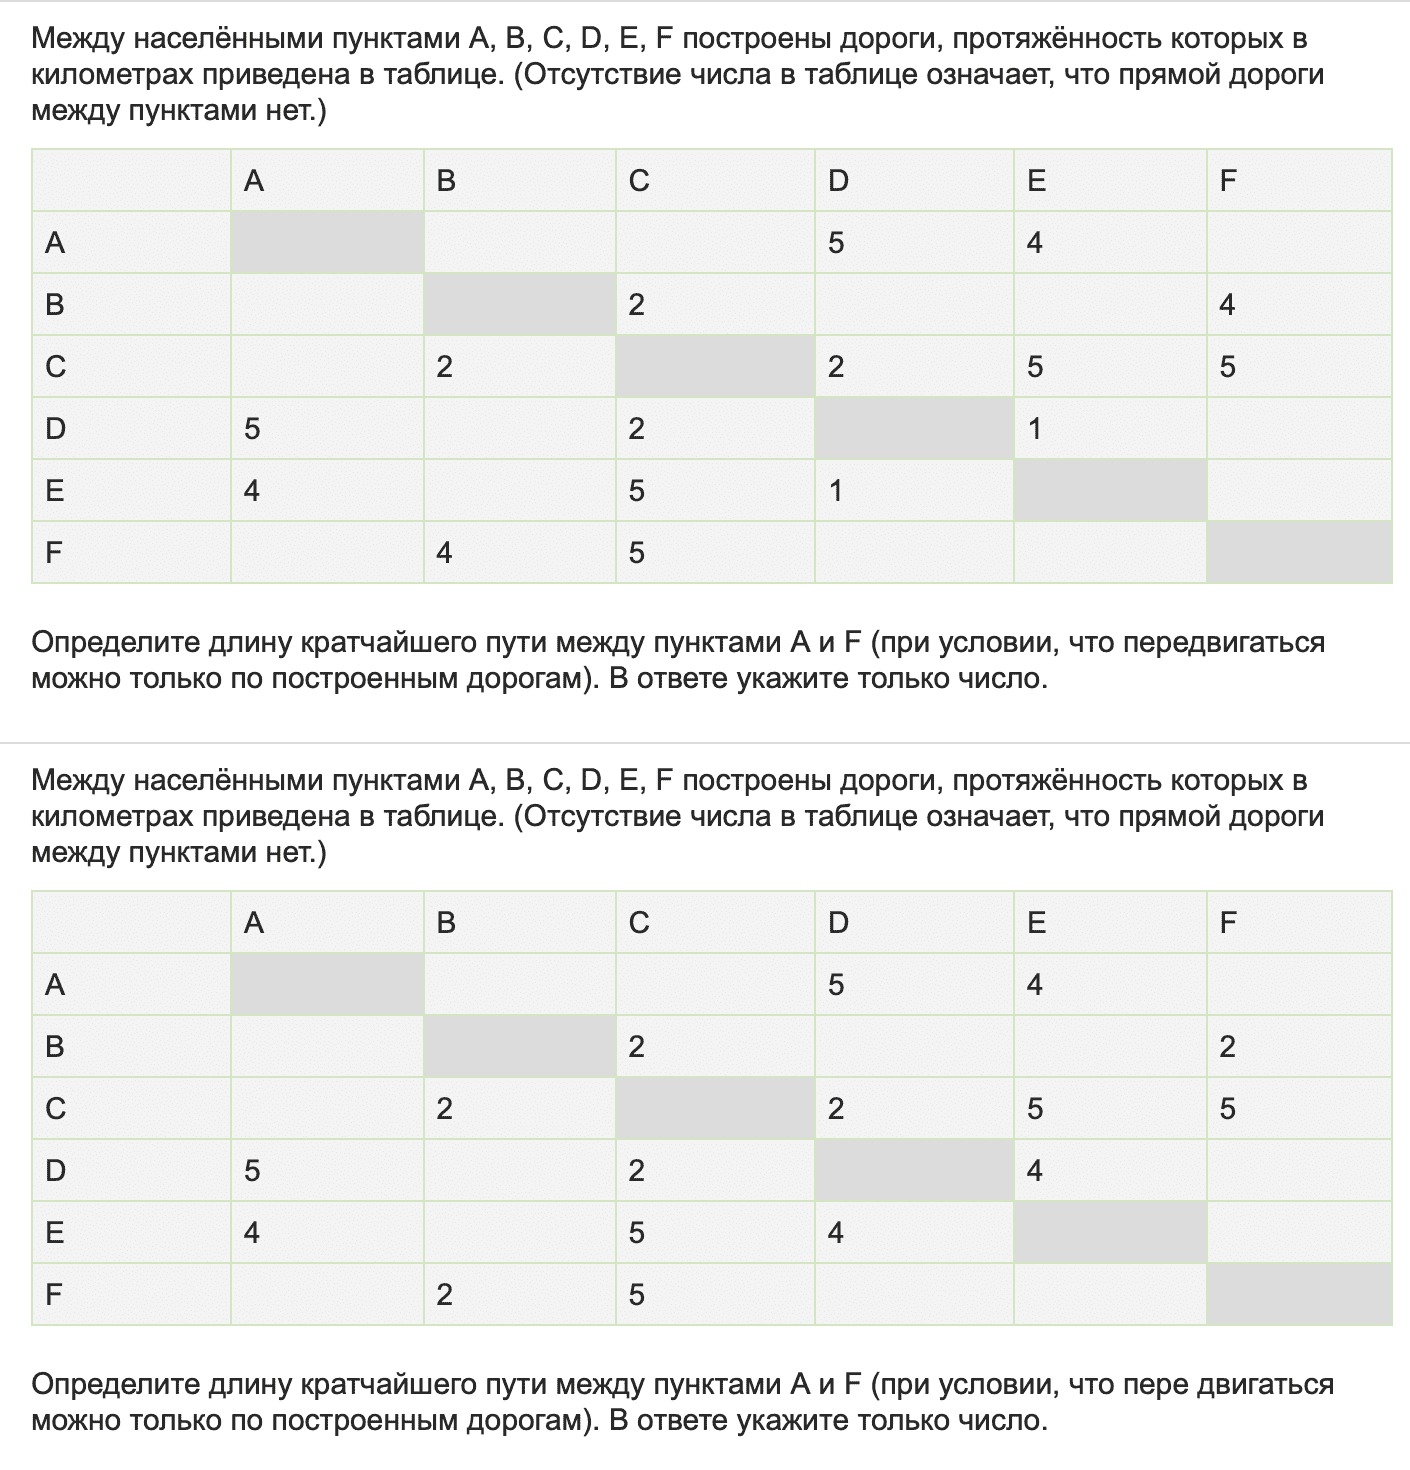 Между населёнными пунктами A, B, C, D, E, F построены дороги, протяжённость которых в
километрах приведена в таблице. (Отсутствие числа в таблице означает, что прямой дороги
между пунктами нет.)
A B C D E F
A 5 4
B 2 4
C 2 2 5 5
D 5 2 1
E 4 5 1
F 4 5
Определите длину кратчайшего пути между пунктами A и F (при условии, что передвигаться
можно только по построенным дорогам). В ответе укажите только число.
Между населёнными пунктами A, B, C, D, E, F построены дороги, протяжённость которых в
километрах приведена в таблице. (Отсутствие числа в таблице означает, что прямой дороги
между пунктами нет.)
A B C D E F
A 5 4
B 2 2
C 2 2 5 5
D 5 2 4
E 4 5 4
F 2 5
Определите длину кратчайшего пути между пунктами A и F (при условии, что пере двигаться
можно только по построенным дорогам). В ответе укажите только число.